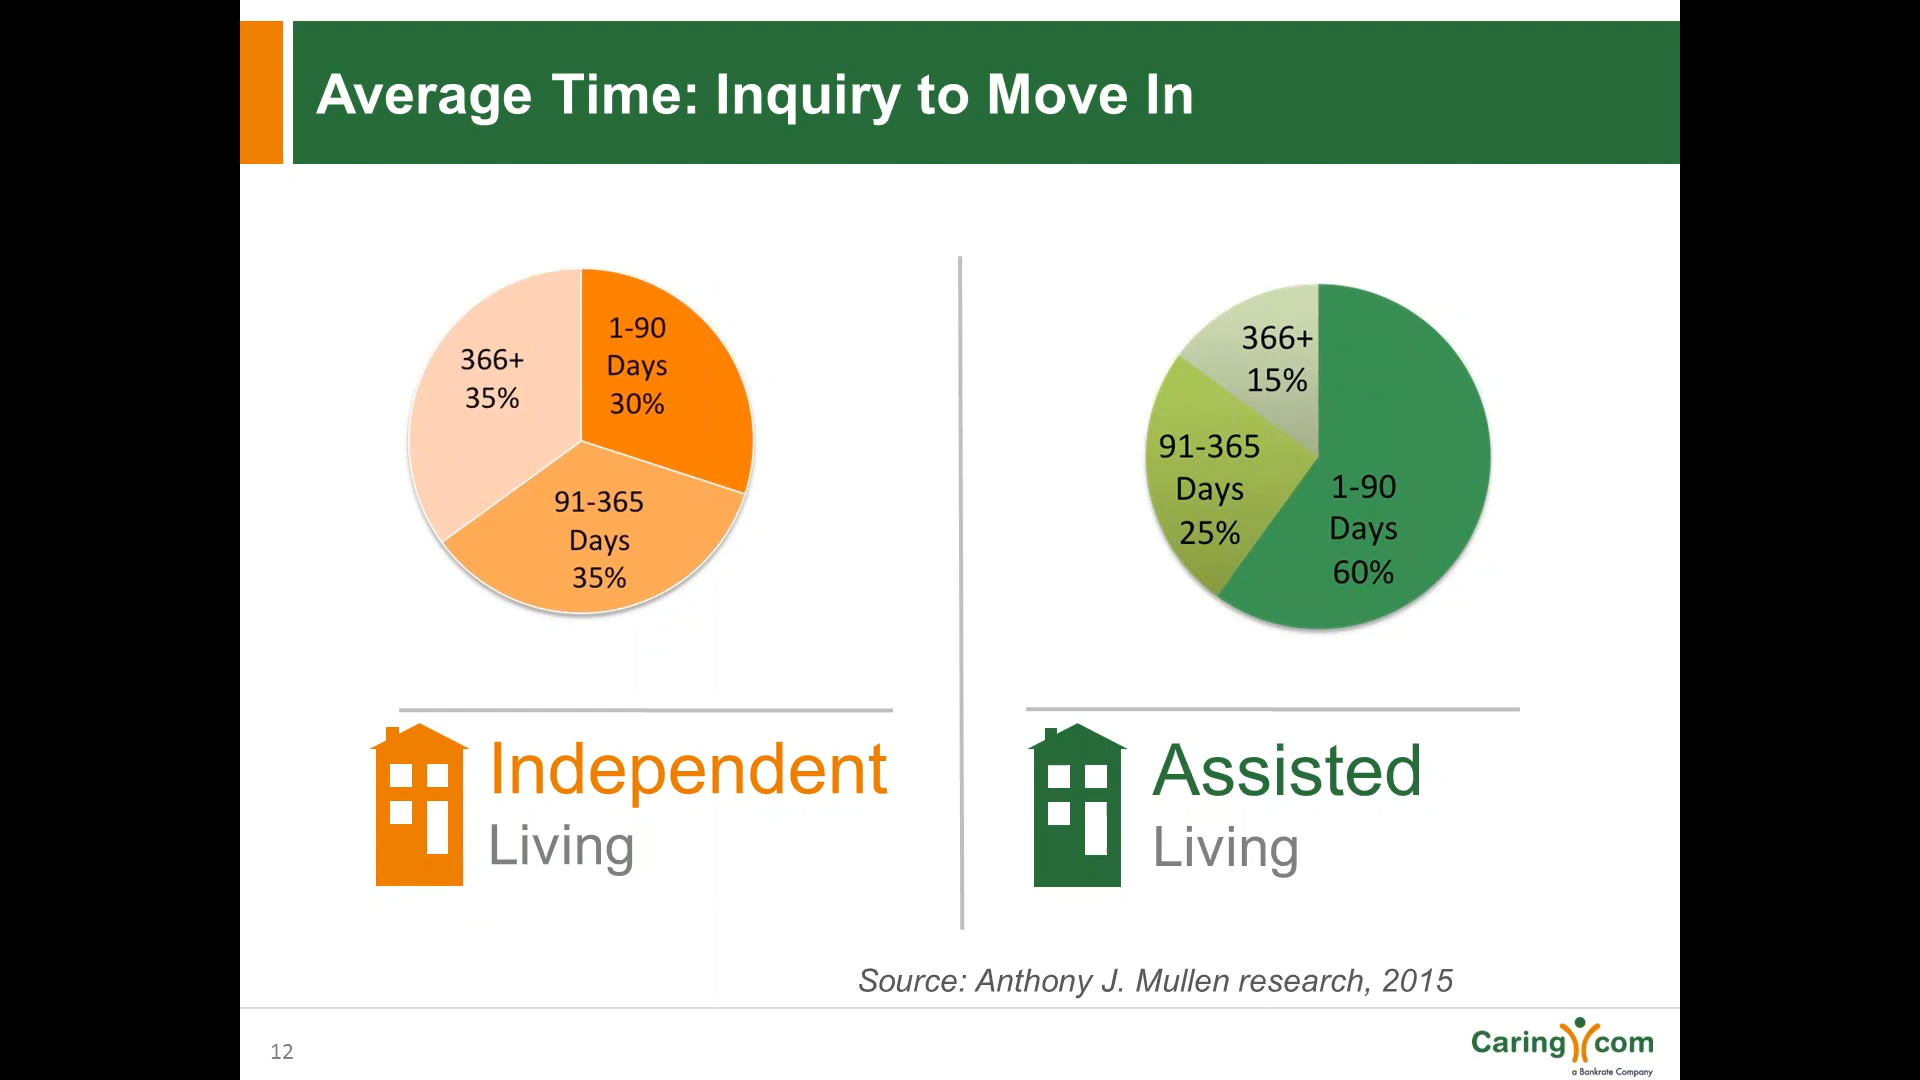 Average Time: Inquiry to Move In
1-90
Days
30%
91-365
Days
35%
366+
35%
366+
15%
91-365
Days
25%
1-90
Days
60%
Independent
Living
Assisted
Living
Source: Anthony J. Mullen research, 2015
12
Caring com
a Bankrate Company